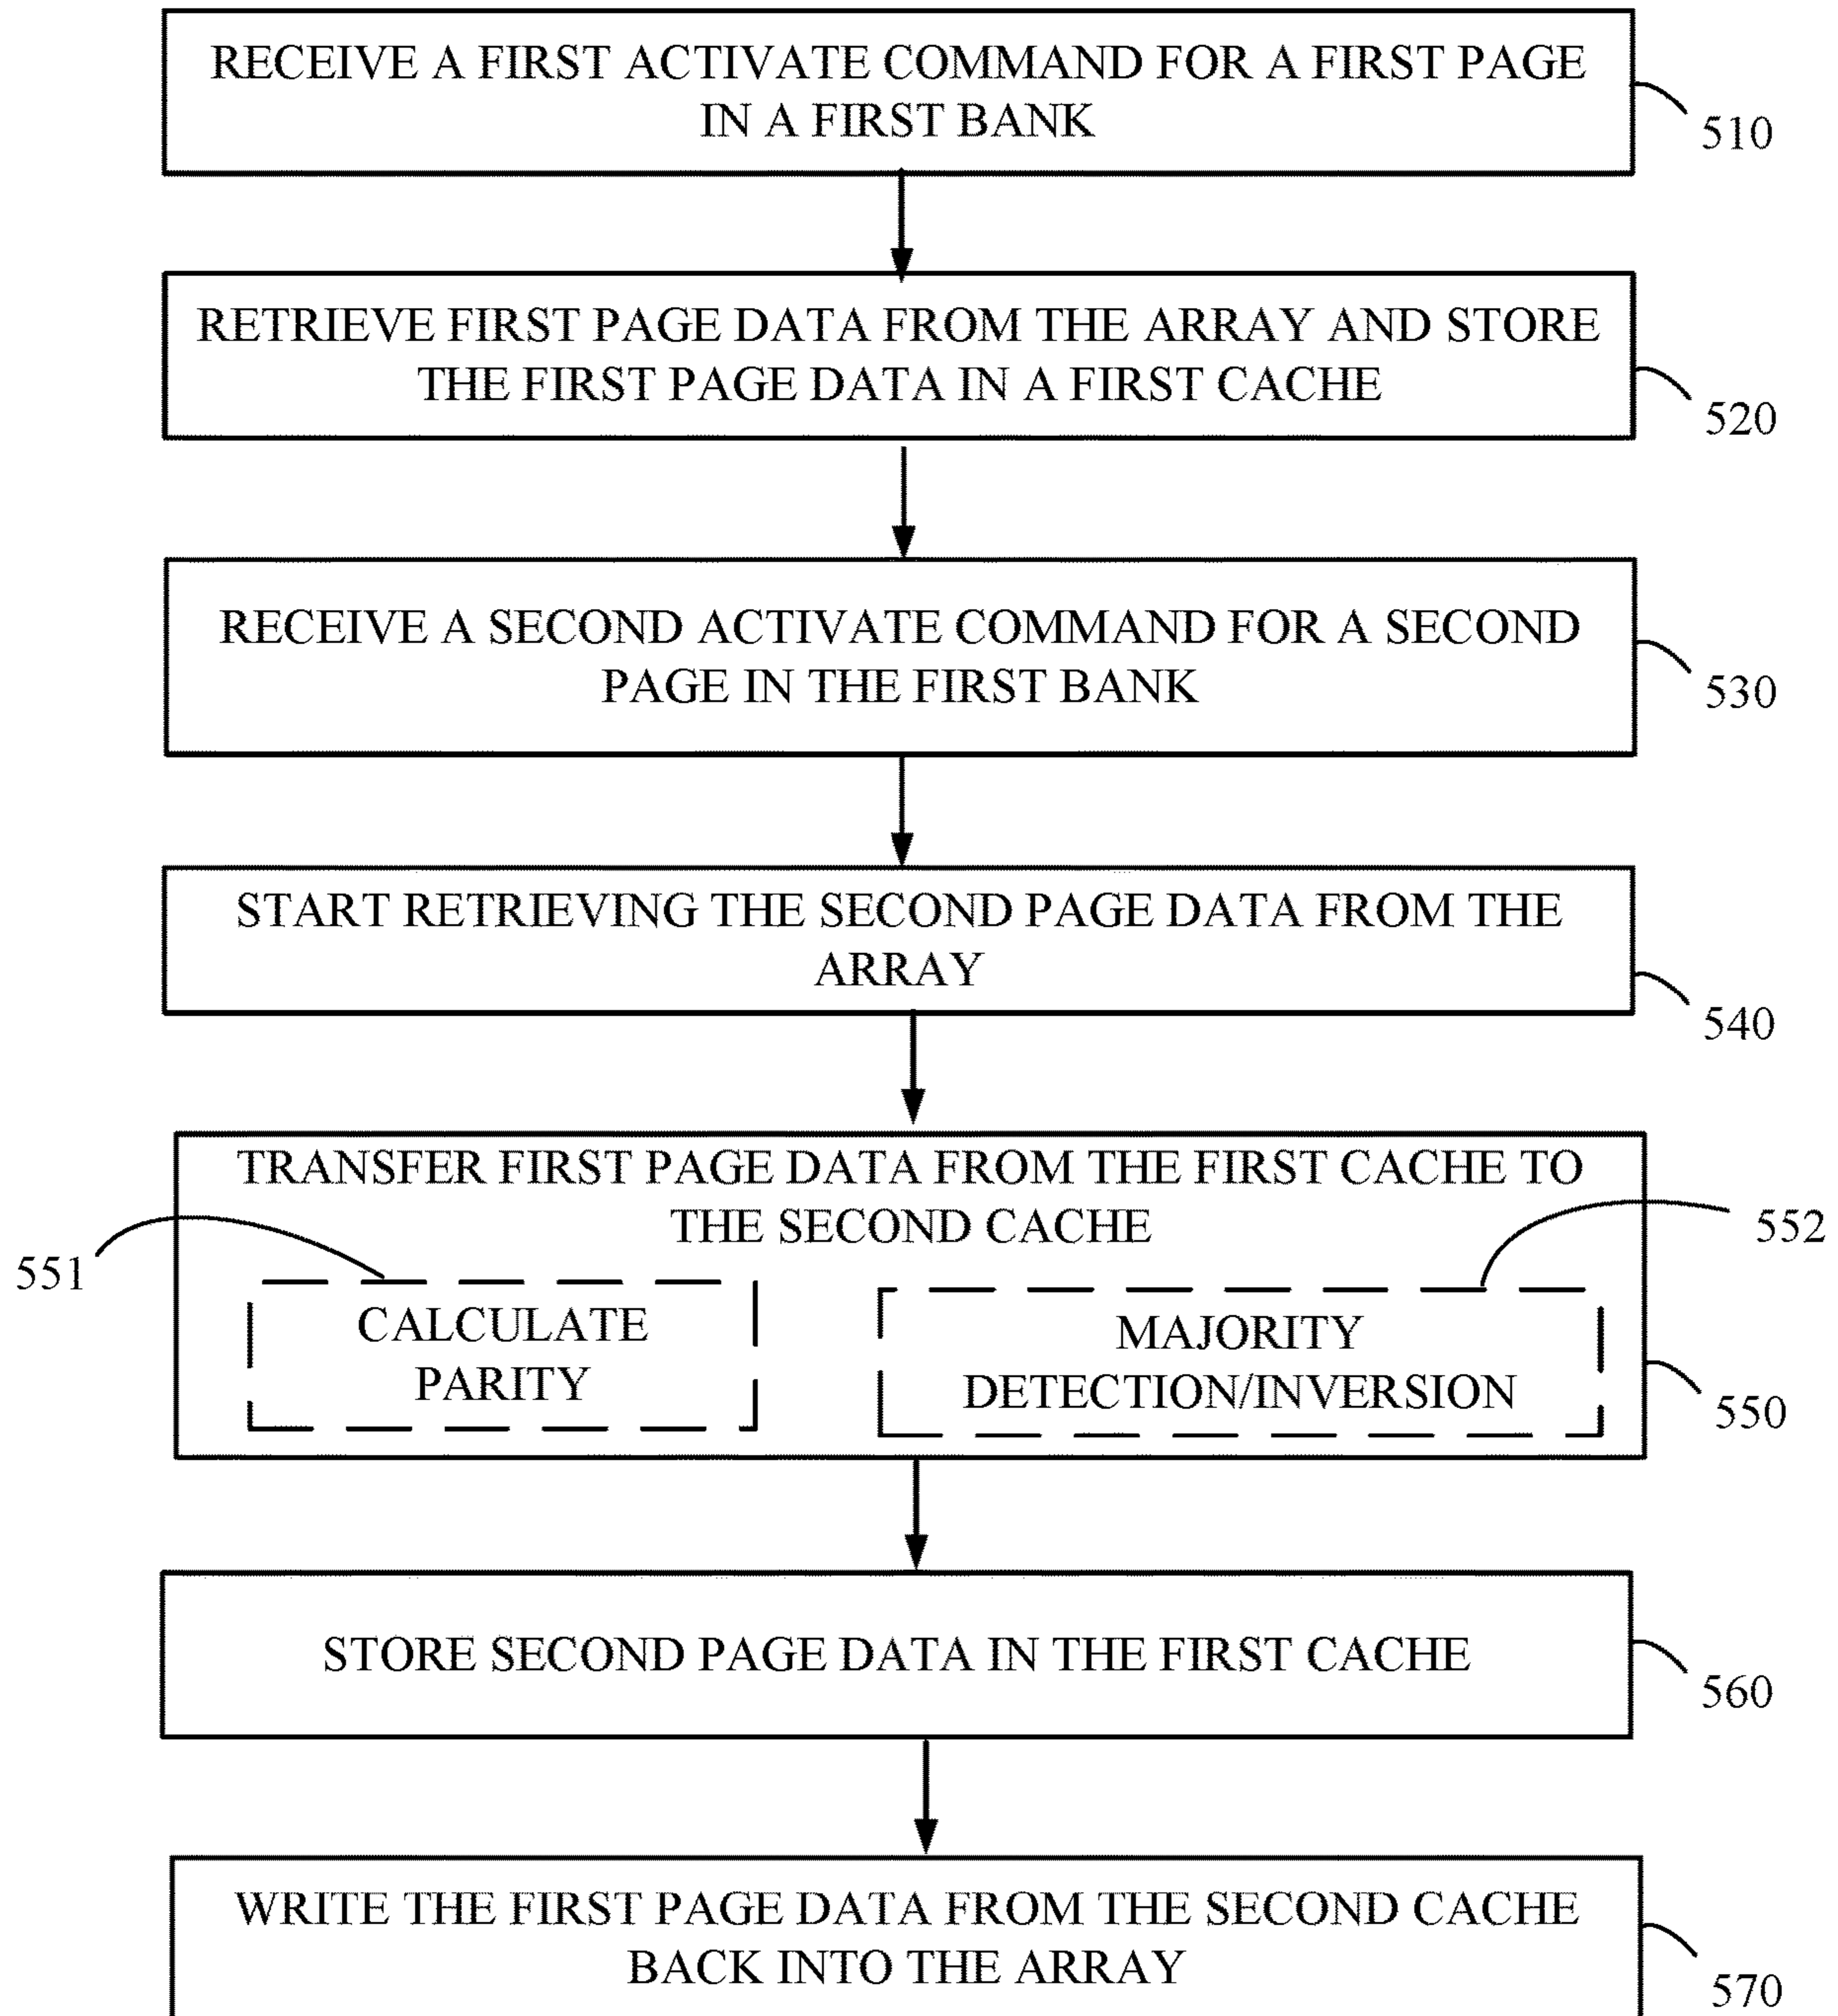 RECEIVE A FIRST ACTIVATE COMMAND FOR A FIRST PAGE
IN A FIRST BANK
510
RETRIEVE FIRST PAGE DATA FROM THE ARRAY AND STORE
THE FIRST PAGE DATA IN A FIRST CACHE
520
RECEIVE A SECOND ACTIVATE COMMAND FOR A SECOND
PAGE IN THE FIRST BANK
530
START RETRIEVING THE SECOND PAGE DATA FROM THE
ARRAY
540
TRANSFER FIRST PAGE DATA FROM THE FIRST CACHE TO
THE SECOND CACHE
552
551
CALCULATE
PARITY
MAJORITY
DETECTION/INVERSION
550
STORE SECOND PAGE DATA IN THE FIRST CACHE
560
WRITE THE FIRST PAGE DATA FROM THE SECOND CACHE
BACK INTO THE ARRAY
570